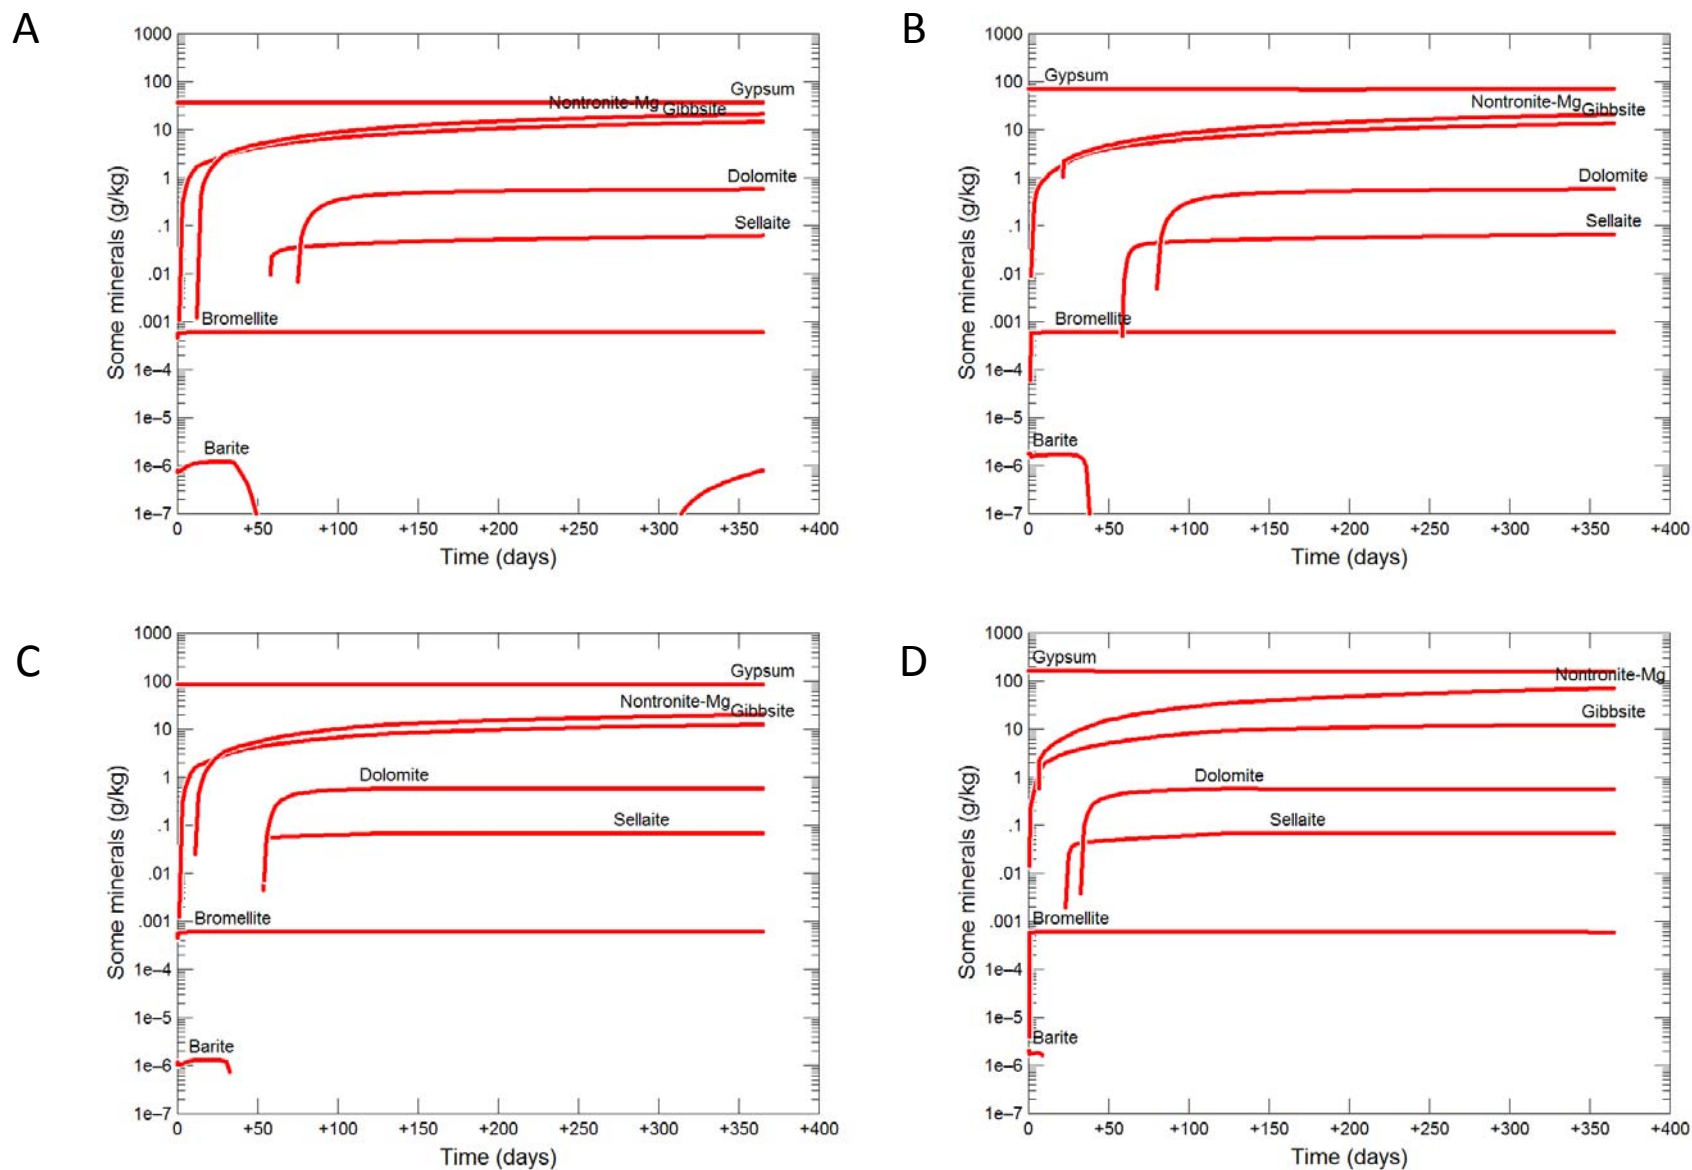 A
Some minerals (g/kg)
1000
100
10
1
.1
.01
.001
1e–4
1e–5
1e–6
1e–7
Gypsum
Nontronite-Mg
Gibbsite
Dolomite
Sellaite
Bromellite
Barite
0
+50
+100
+150
+200
+250
+300
+350
+400
Time (days)
B
Some minerals (g/kg)
1000
100
10
1
.1
.01
.001
1e–4
1e–5
1e–6
1e–7
Gypsum
Nontronite-Mg
Gibbsite
Dolomite
Sellaite
Bromellite
Barite
0
+50
+100
+150
+200
+250
+300
+350
+400
Time (days)
C
Some minerals (g/kg)
1000
100
10
1
.1
.01
.001
1e–4
1e–5
1e–6
1e–7
Gypsum
Nontronite-Mg
Gibbsite
Dolomite
Sellaite
Bromellite
Barite
0
+50
+100
+150
+200
+250
+300
+350
+400
Time (days)
D
Some minerals (g/kg)
1000
100
10
1
.1
.01
.001
1e–4
1e–5
1e–6
1e–7
Gypsum
Nontronite-Mg
Gibbsite
Dolomite
Sellaite
Bromellite
Barite
0
+50
+100
+150
+200
+250
+300
+350
+400
Time (days)